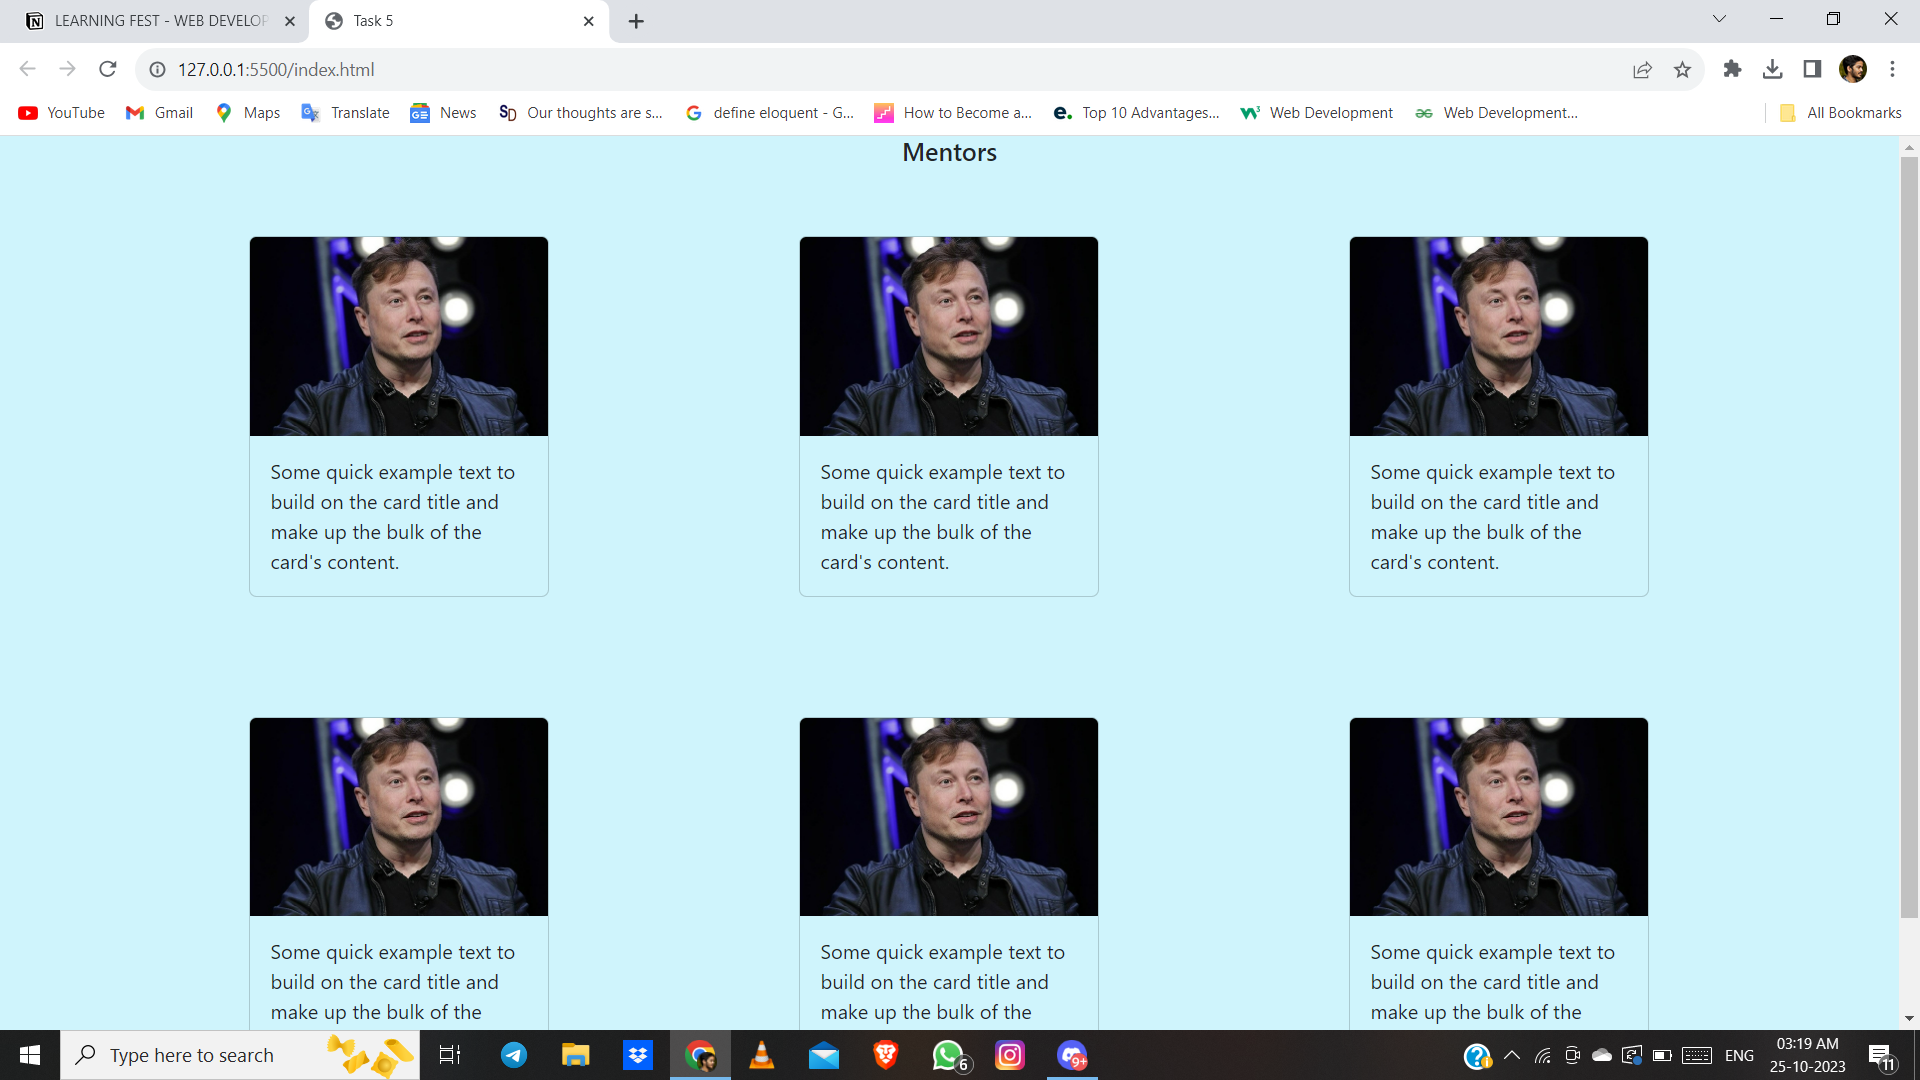 LEARNING FEST - WEB DEVELOP
Task 5
127.0.0.1:5500/index.html
YouTube
Gmail
Maps
Translate
News
Our thoughts are s...
define eloquent - G...
How to Become a...
Top 10 Advantages...
Web Development
Web Development...
All Bookmarks
Mentors
Some quick example text to
build on the card title and
make up the bulk of the
card's content.
Some quick example text to
build on the card title and
make up the bulk of the
card's content.
Some quick example text to
build on the card title and
make up the bulk of the
card's content.
Some quick example text to
build on the card title and
make up the bulk of the
Some quick example text to
build on the card title and
make up the bulk of the
Some quick example text to
build on the card title and
make up the bulk of the
Type here to search
6
9+
ENG
03:19 AM
25-10-2023
11